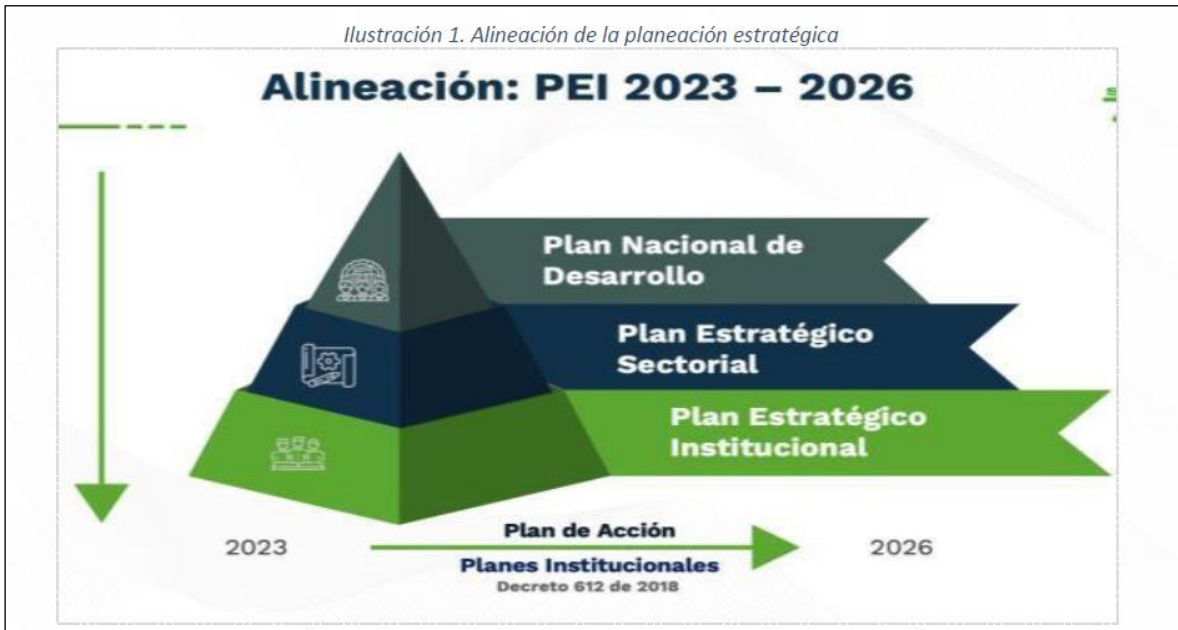 Ilustración 1. Alineación de la planeación estratégica
Alineación: PEI 2023 – 2026
Plan Nacional de
Desarrollo
Plan Estratégico
Sectorial
Plan Estratégico
Institucional
2023
Plan de Acción
2026
Planes Institucionales
Decreto 612 de 2018